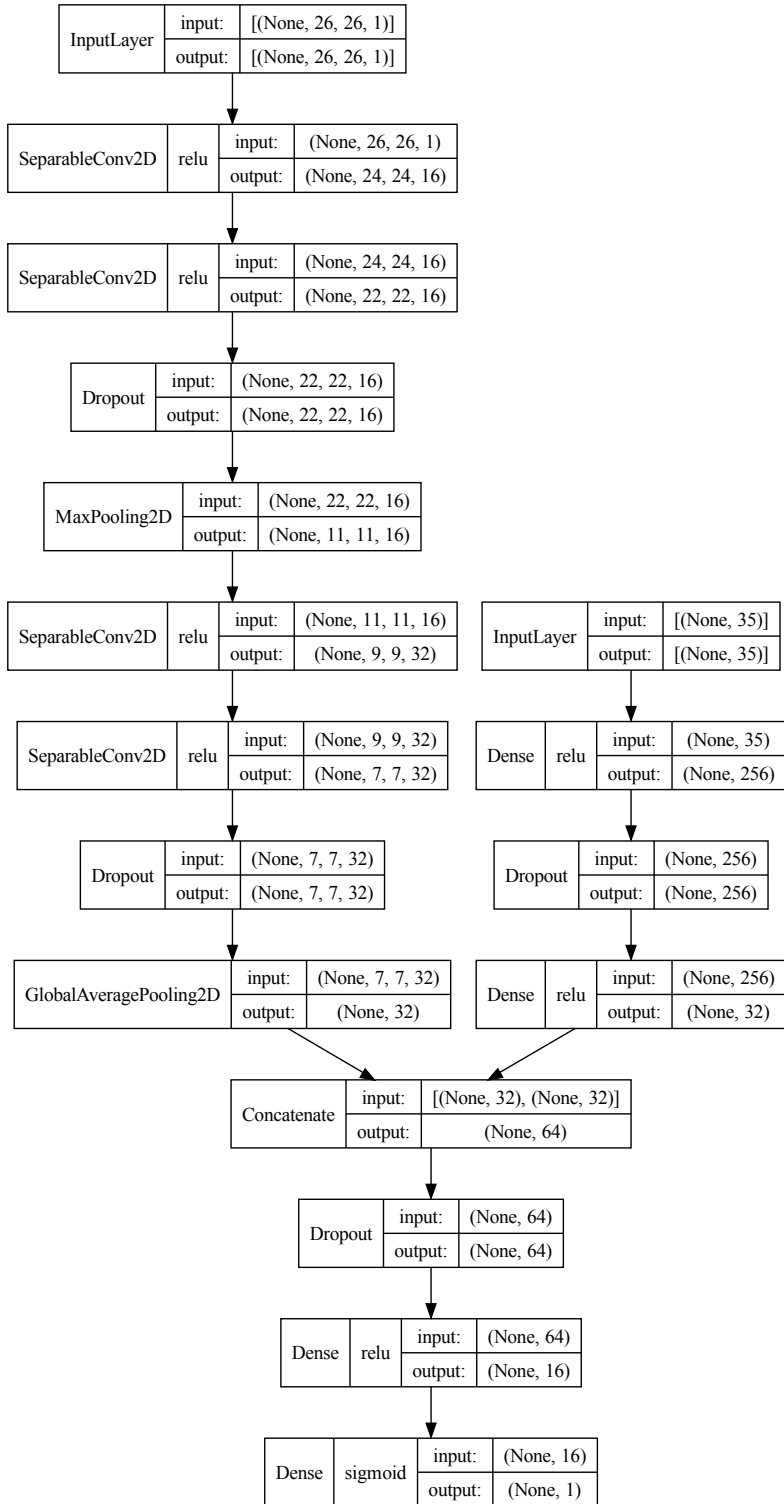 InputLayer input: [(None, 26, 26, 1)]
output: [(None, 26, 26, 1)]
SeparableConv2D relu input: (None, 26, 26, 1)
output: (None, 24, 24, 16)
SeparableConv2D relu input: (None, 24, 24, 16)
output: (None, 22, 22, 16)
Dropout input: (None, 22, 22, 16)
output: (None, 22, 22, 16)
MaxPooling2D input: (None, 22, 22, 16)
output: (None, 11, 11, 16)
SeparableConv2D relu input: (None, 11, 11, 16)
output: (None, 9, 9, 32)
InputLayer input: [(None, 35)]
output: [(None, 35)]
SeparableConv2D relu input: (None, 9, 9, 32)
output: (None, 7, 7, 32)
Dense relu input: (None, 35)
output: (None, 256)
Dropout input: (None, 7, 7, 32)
output: (None, 7, 7, 32)
Dropout input: (None, 256)
output: (None, 256)
GlobalAveragePooling2D input: (None, 7, 7, 32)
output: (None, 32)
Dense relu input: (None, 256)
output: (None, 32)
Concatenate input: [(None, 32), (None, 32)]
output: (None, 64)
Dropout input: (None, 64)
output: (None, 64)
Dense relu input: (None, 64)
output: (None, 16)
Dense sigmoid input: (None, 16)
output: (None, 1)